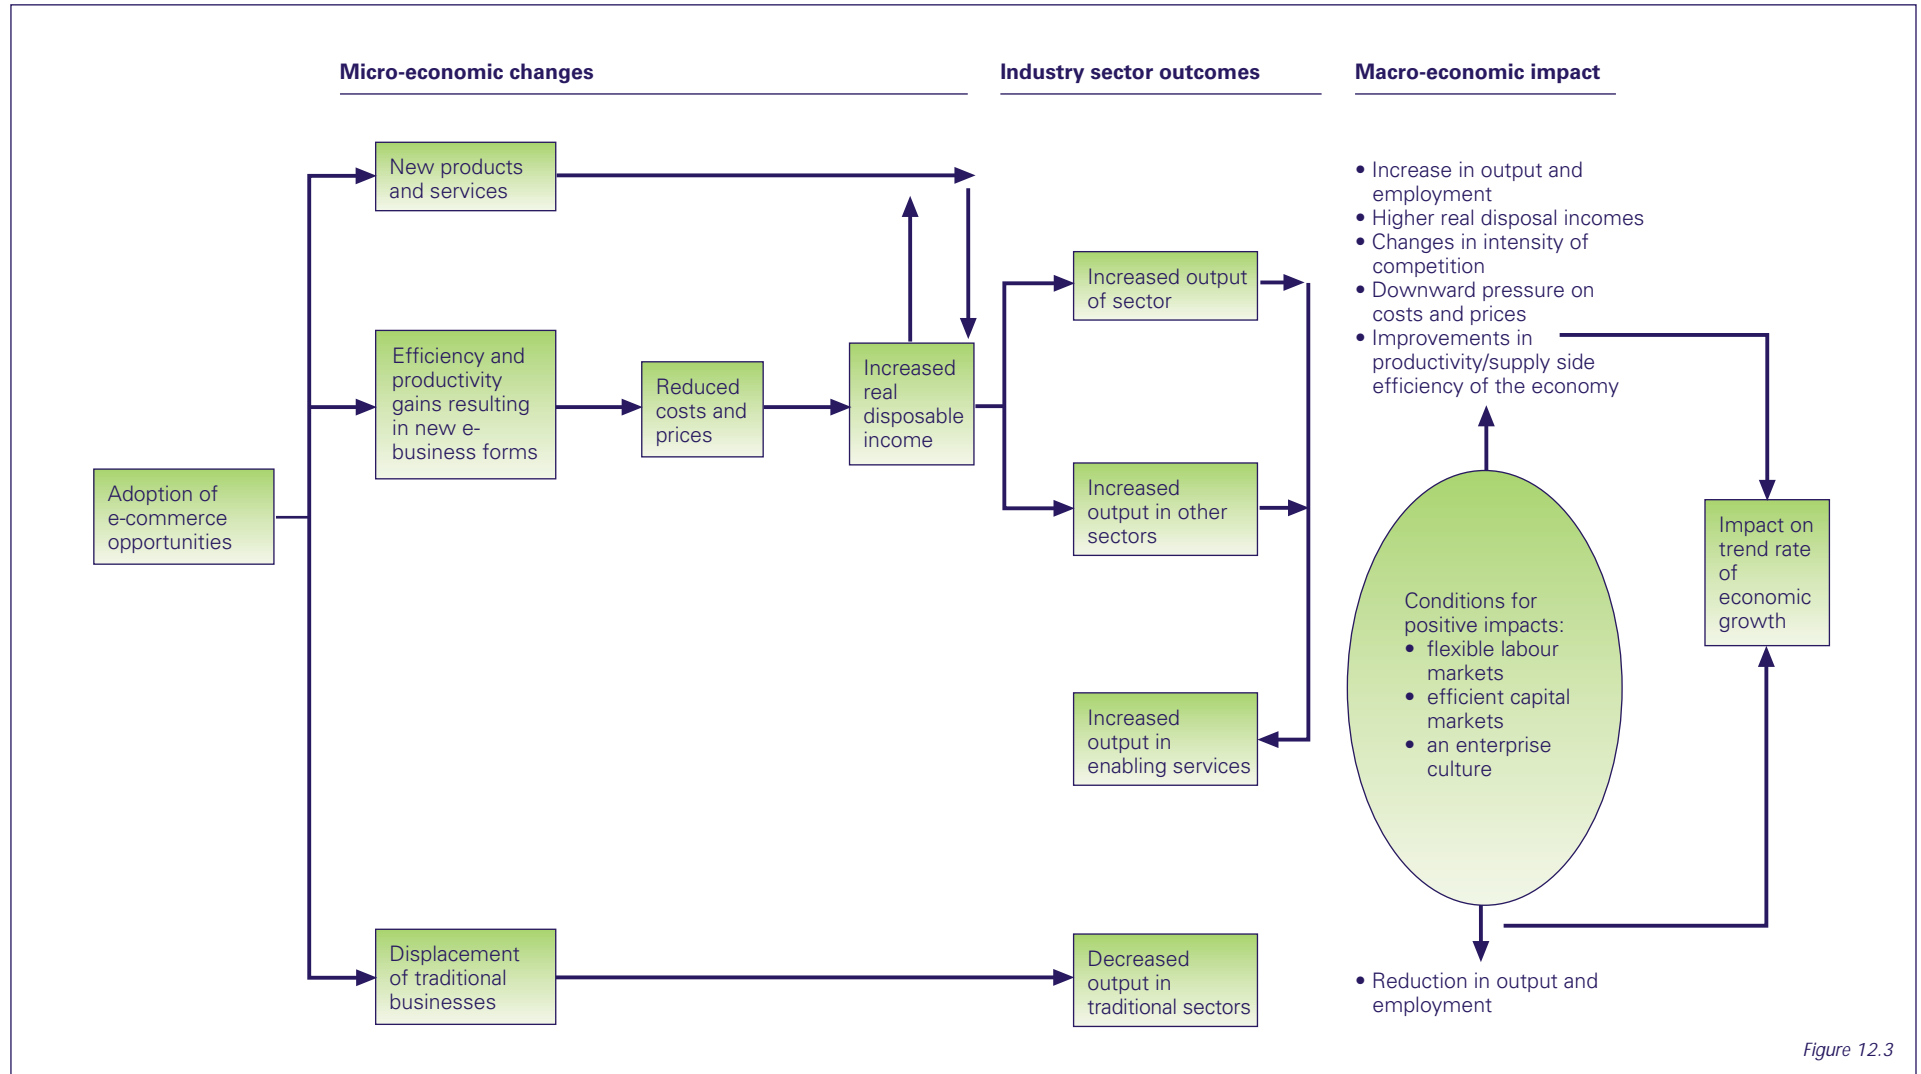 Micro-economic changes
Industry sector outcomes
Macro-economic impact
New products
and services
Efficiency and
productivity
gains resulting
in new e-
business forms
Reduced
costs and
prices
Increased
real
disposable
income
Adoption of
e-commerce
opportunities
Displacement
of traditional
businesses
Increased output
of sector
Increased
output in other
sectors
Increased
output in
enabling services
Decreased
output in
traditional sectors
• Increase in output and
employment
• Higher real disposal incomes
• Changes in intensity of
competition
• Downward pressure on
costs and prices
• Improvements in
productivity/supply side
efficiency of the economy
Conditions for
positive impacts:
• flexible labour
markets
• efficient capital
markets
• an enterprise
culture
Impact on
trend rate
of
economic
growth
• Reduction in output and
employment
Figure 12.3